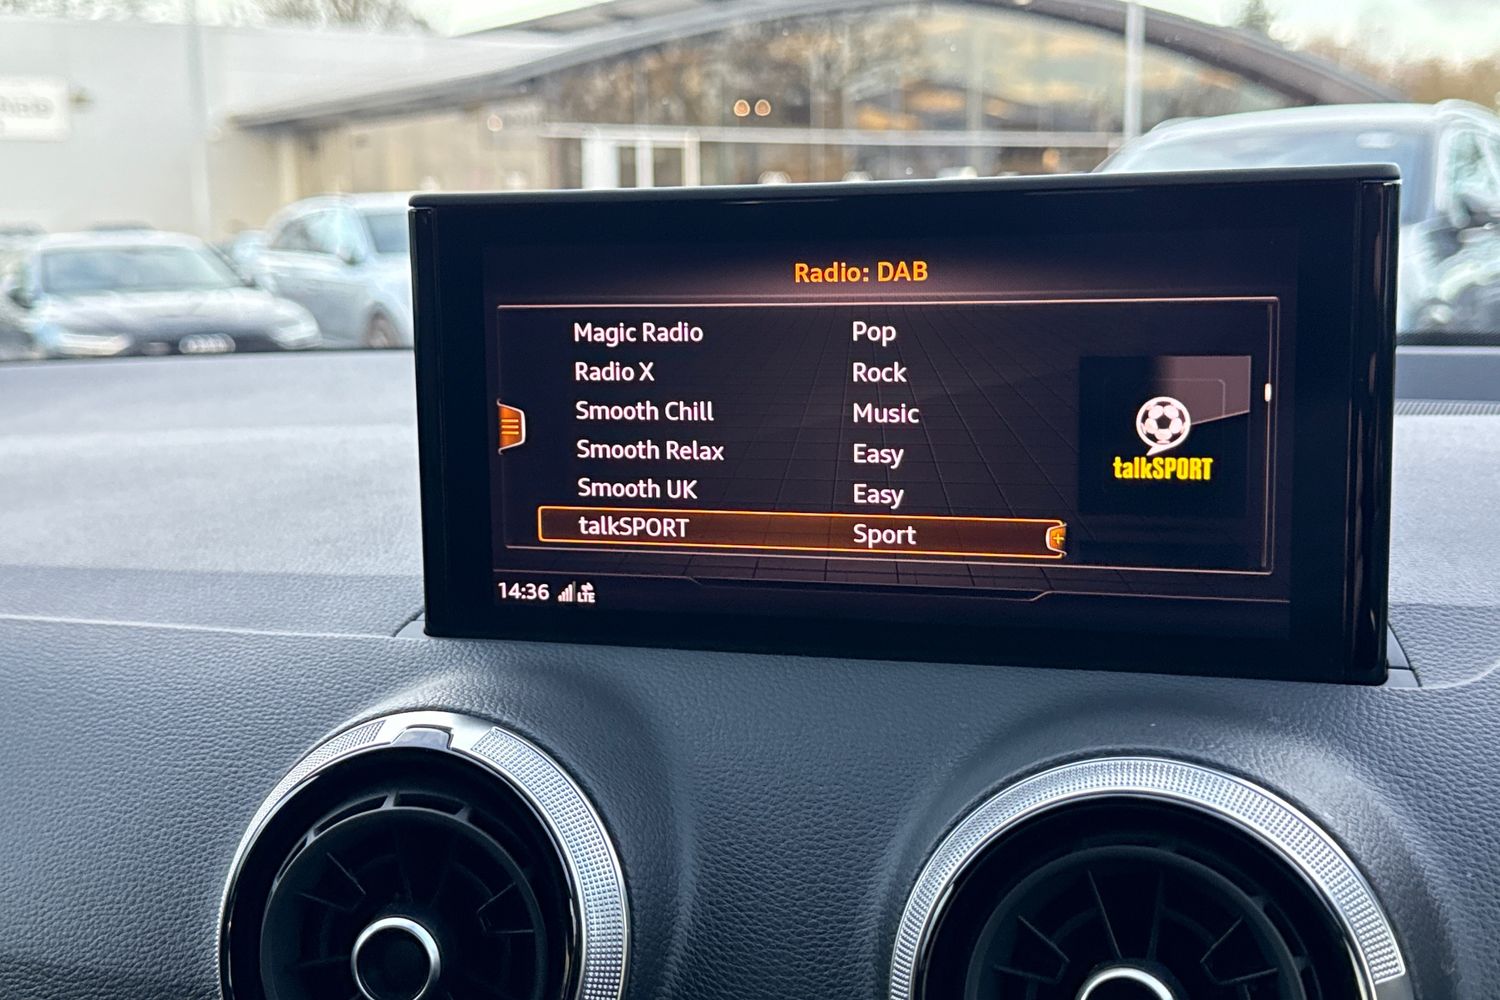 Radio: DAB
Magic Radio Pop
Radio X Rock
Smooth Chill Music
Smooth Relax Easy
Smooth UK Easy
talkSPORT Sport
talkSPORT
14:36 LTE